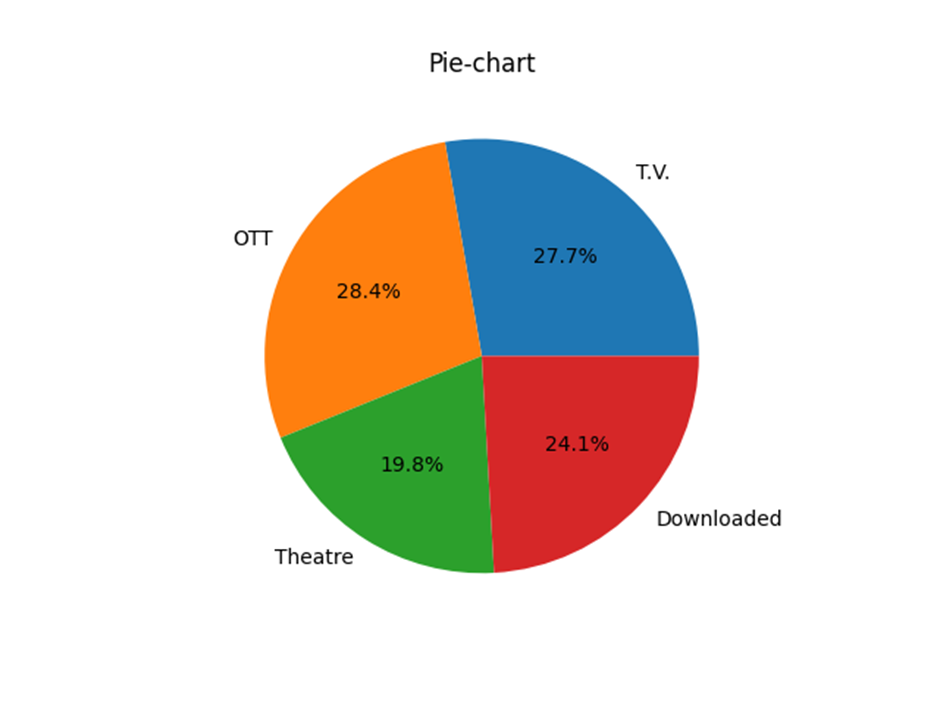 Pie-chart
T.V.
OTT
27.7%
28.4%
24.1%
19.8%
Downloaded
Theatre